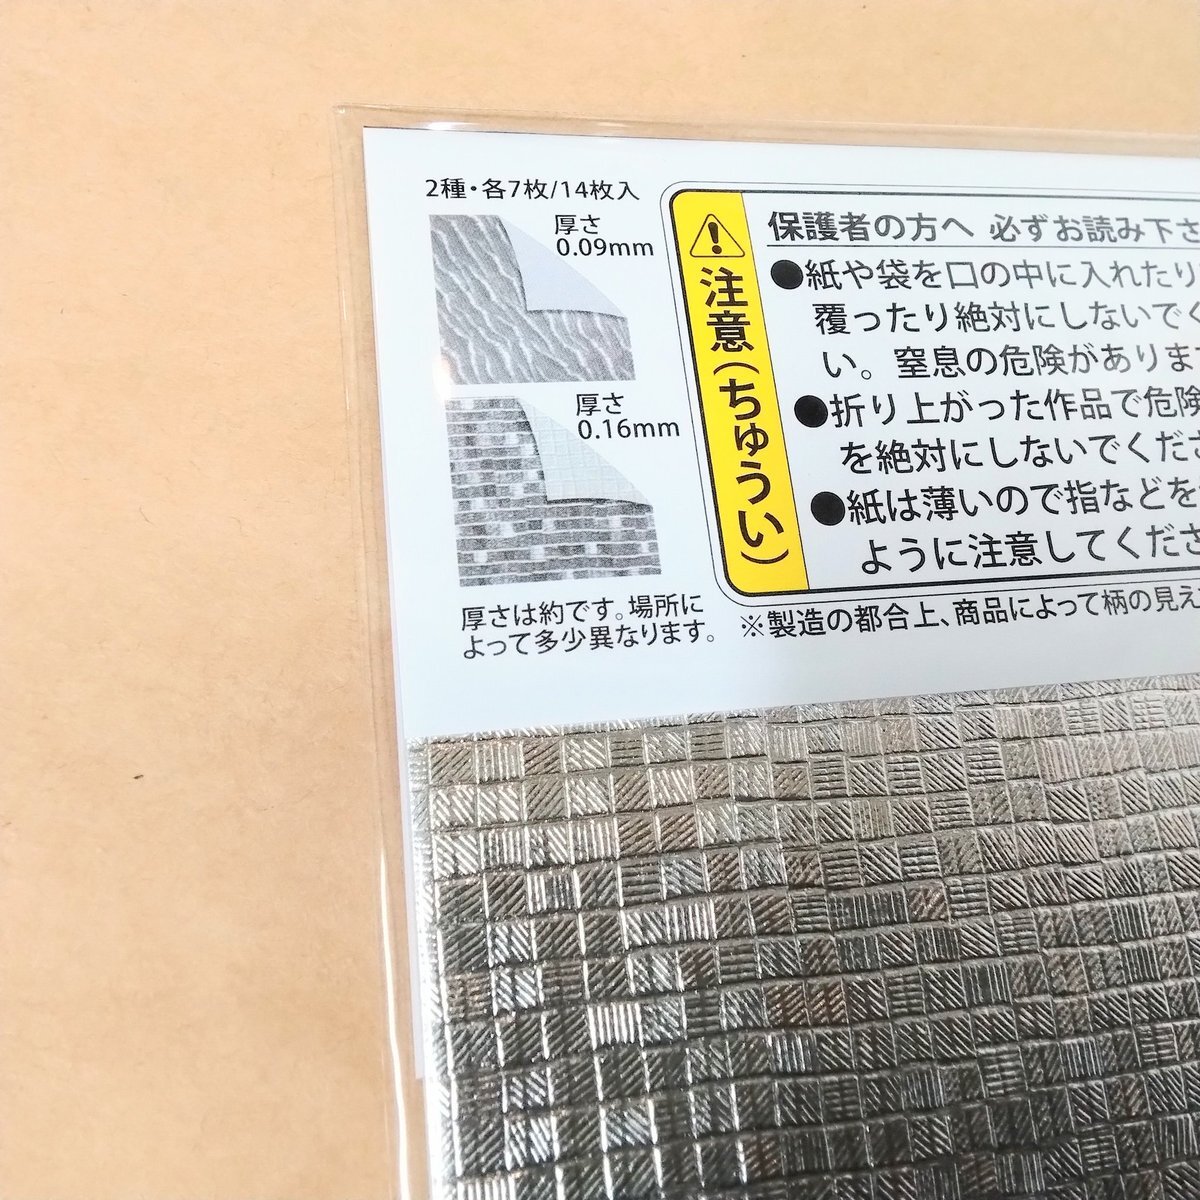 2種・各7枚/14枚入
厚さ
0.09mm
厚さ
0.16mm
厚さは約です。場所に
よって多少異なります。
注意(ちゅうい)
保護者の方へ 必ずお読み下さ
●紙や袋を口の中に入れたり
覆ったり絶対にしないでく
い。窒息の危険があります
●折り上がった作品で危険
を絶対にしないでくださ
●紙は薄いので指などを
ように注意してくださ
※製造の都合上、商品によって柄の見え